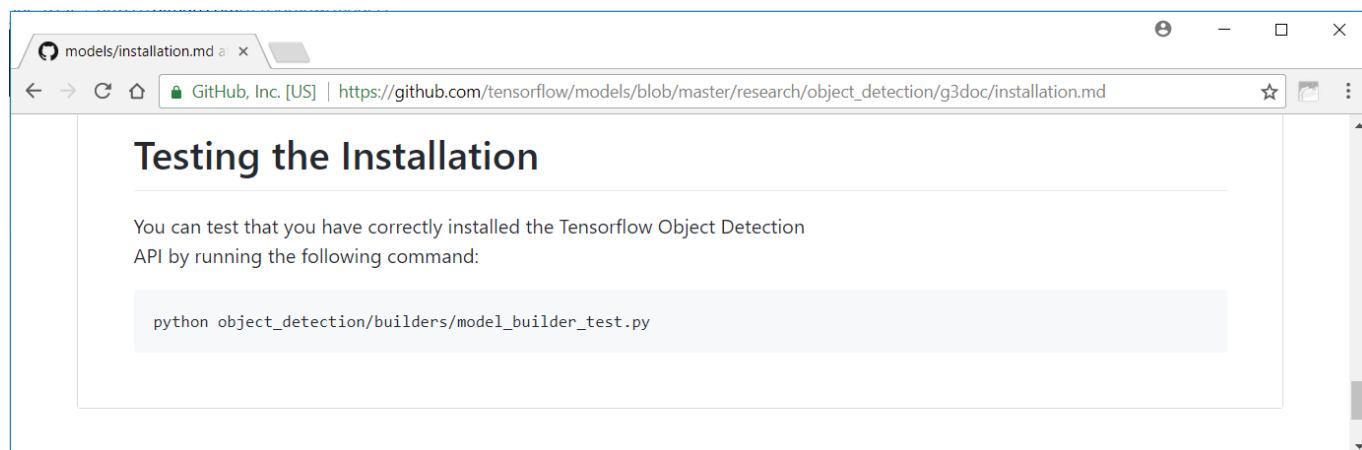 models/installation.md a
GitHub, Inc. [US] | https://github.com/tensorflow/models/blob/master/research/object_detection/g3doc/installation.md
Testing the Installation
You can test that you have correctly installed the Tensorflow Object Detection
API by running the following command:
python object_detection/builders/model_builder_test.py